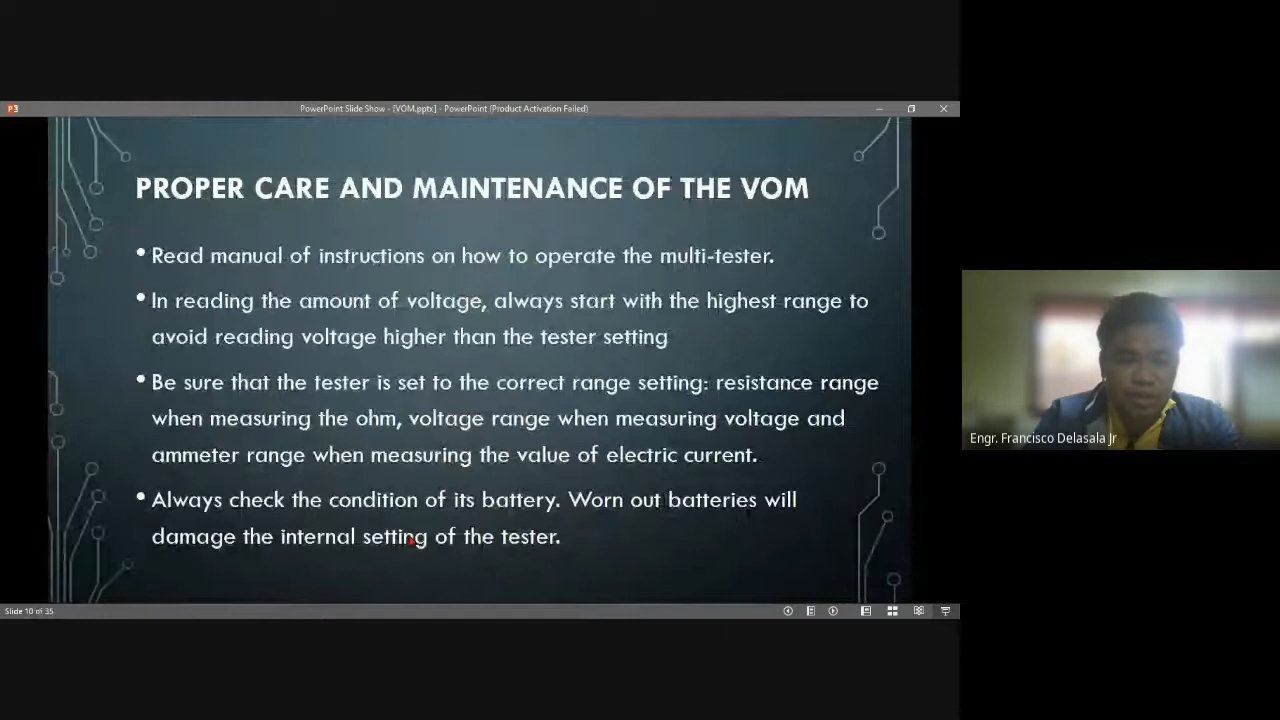 PowerPoint Slide Show - [VOM.pptx] - PowerPoint (Product Activation Failed)
PROPER CARE AND MAINTENANCE OF THE VOM
• Read manual of instructions on how to operate the multi-tester.
• In reading the amount of voltage, always start with the highest range to
avoid reading voltage higher than the tester setting
• Be sure that the tester is set to the correct range setting: resistance range
when measuring the ohm, voltage range when measuring voltage and
ammeter range when measuring the value of electric current.
• Always check the condition of its battery. Worn out batteries will
damage the internal setting of the tester.
Slide 10 of 35
Engr. Francisco Delasala Jr